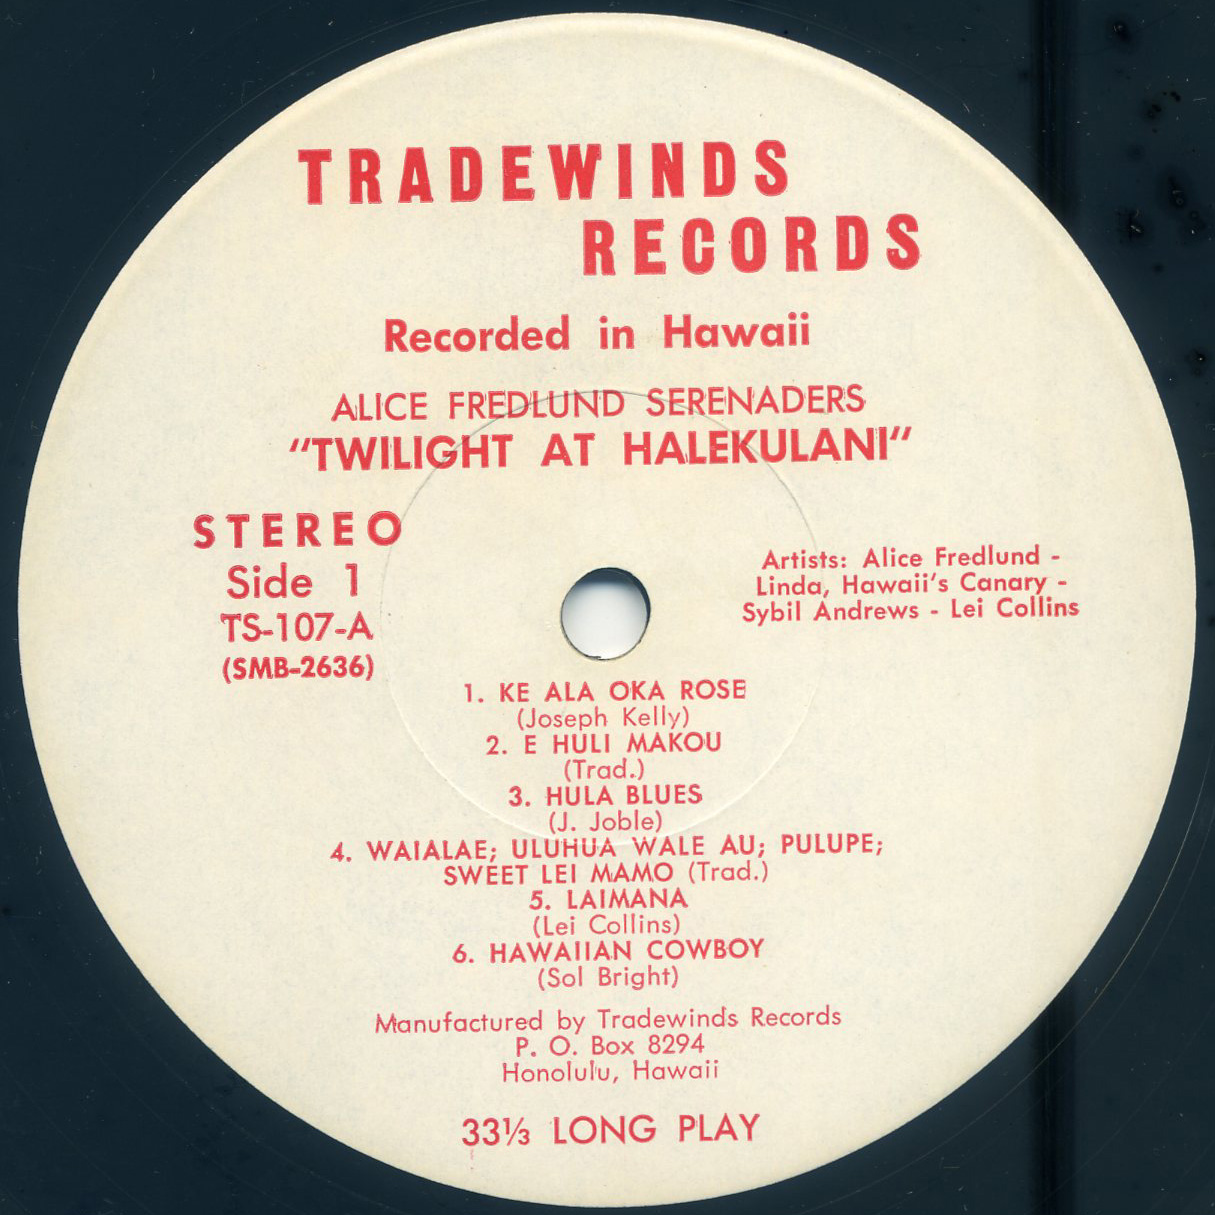 TRADEWINDS
RECORDS
Recorded in Hawaii
ALICE FREDLUND SERENADERS
"TWILIGHT AT HALEKULANI"
STEREO
Side 1
TS-107-A
(SMB-2636)
Artists: Alice Fredlund -
Linda, Hawaii's Canary -
Sybil Andrews - Lei Collins
1. KE ALA OKA ROSE
(Joseph Kelly)
2. E HULI MAKOU
(Trad.)
3. HULA BLUES
(J. Joble)
4. WAIALAE; ULUHUA WALE AU; PULUPE;
SWEET LEI MAMO (Trad.)
5. LAIMANA
(Lei Collins)
6. HAWAIIAN COWBOY
(Sol Bright)
Manufactured by Tradewinds Records
P. O. Box 8294
Honolulu, Hawaii
33⅓ LONG PLAY